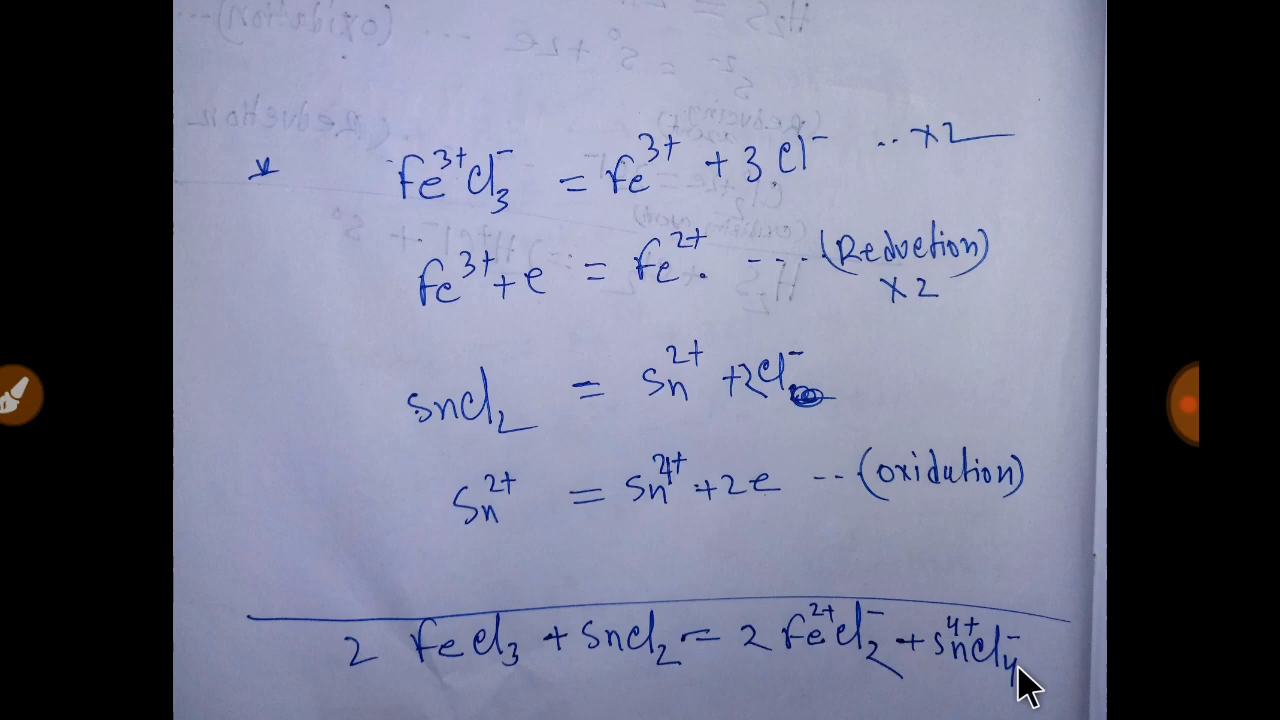 * Fe³⁺Cl₃⁻ = Fe³⁺ + 3Cl⁻ ... ×2
Fe³⁺ + e = Fe²⁺. --- (Reduction)
×2
SnCl₂ = Sn²⁺ + 2Cl⁻
Sn²⁺ = Sn⁴⁺ + 2e --- (oxidution)
2 FeCl₃ + SnCl₂ = 2 Fe²⁺Cl₂⁻ + Sn⁴⁺Cl₄⁻